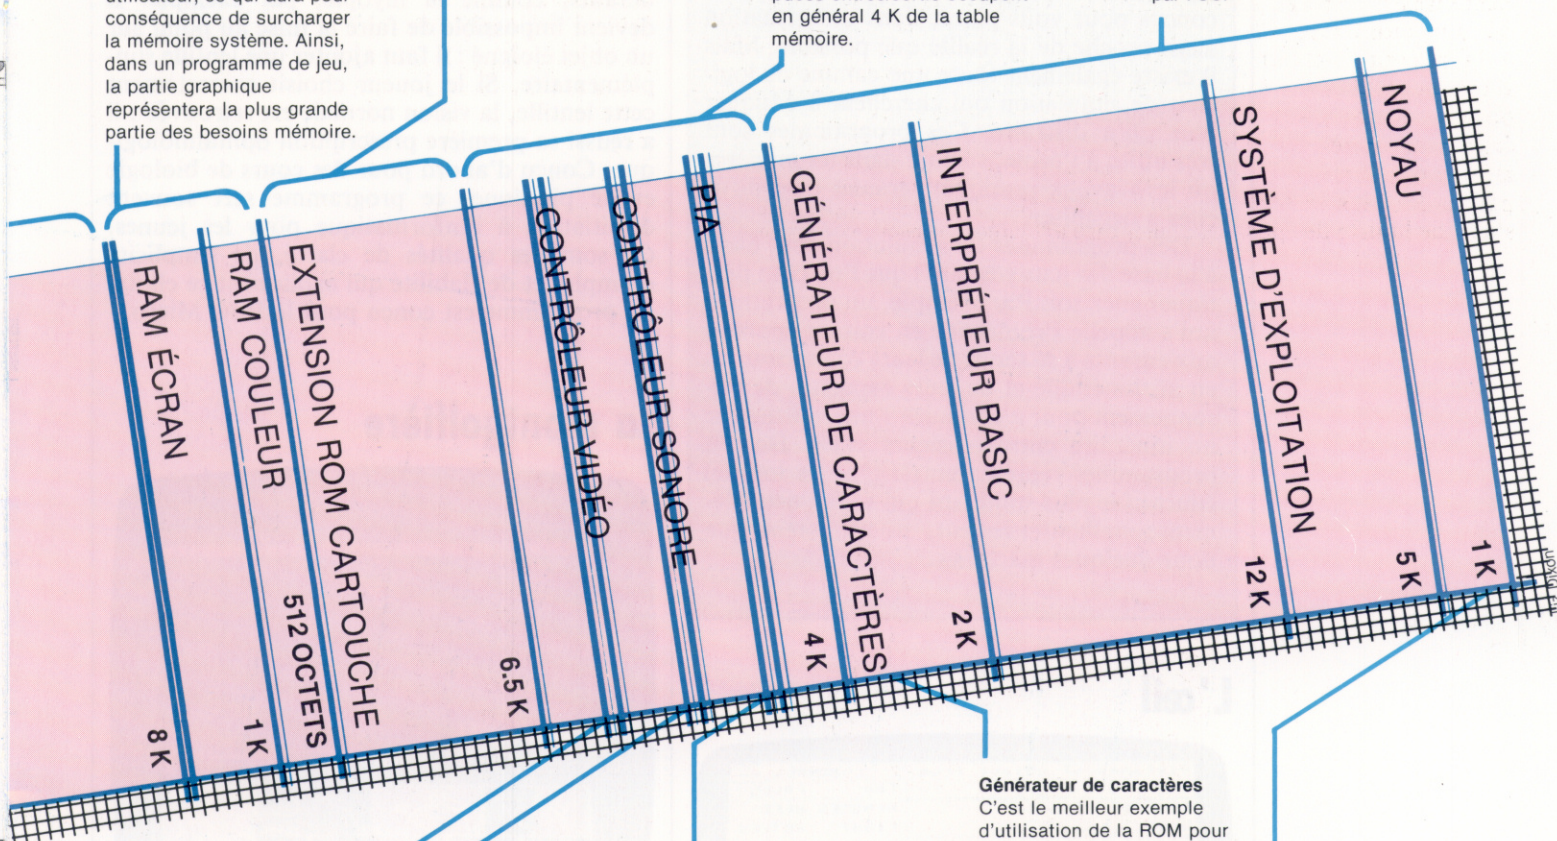 conséquence de surcharger
la mémoire système. Ainsi,
dans un programme de jeu,
la partie graphique
représentera la plus grande
partie des besoins mémoire.
en général 4 K de la table
mémoire.
RAM ÉCRAN
8 K
RAM COULEUR
1 K
EXTENSION ROM CARTOUCHE
512 OCTETS
6.5 K
CONTRÔLEUR VIDÉO
CONTRÔLEUR SONORE
PIA
GÉNÉRATEUR DE CARACTÈRES
4 K
INTERPRÉTEUR BASIC
2 K
SYSTÈME D'EXPLOITATION
12 K
NOYAU
5 K
1 K
Générateur de caractères
C'est le meilleur exemple
d'utilisation de la ROM pour